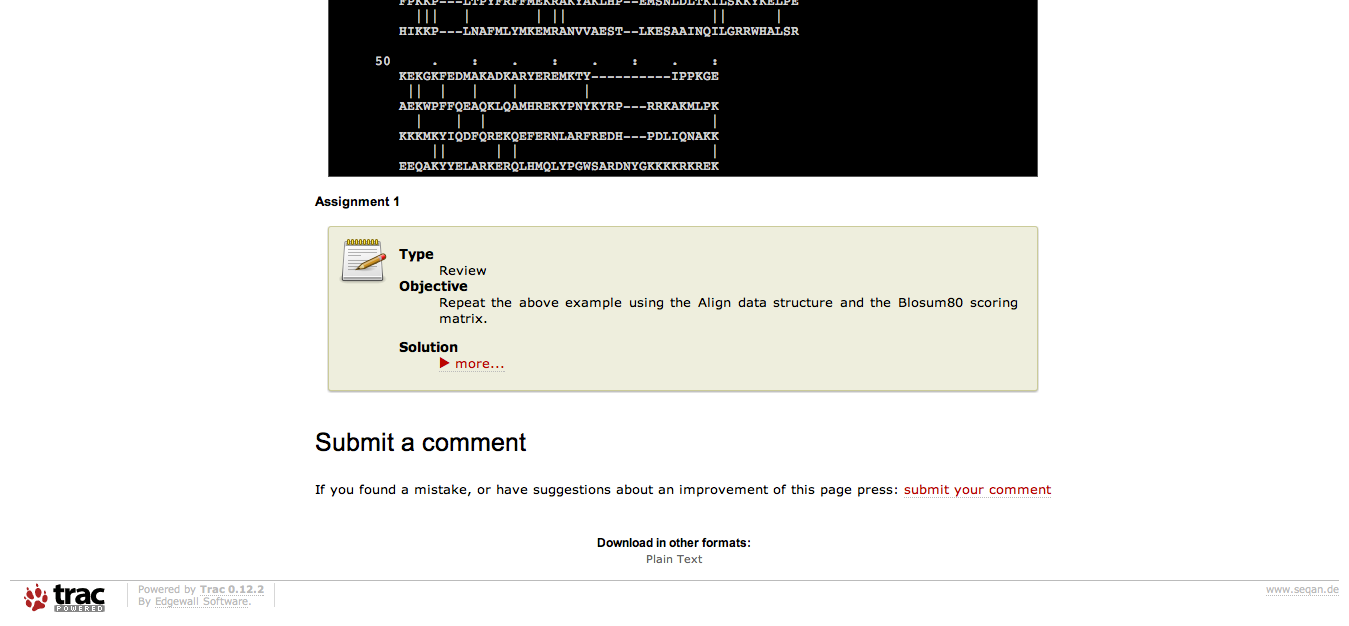 FPKKP---LTPYFRFFMEKRAKYAKLHP--EMSNLDLTKILSKKYKELPE
||| | | || || |
HIKKP---LNAFMLYMKEMRANVVAEST--LKESAAINQILGRRWHALSR
50 . : . : . : . :
KEKGKFEDMAKADKARYEREMKTY----------IPPKGE
|| | | | |
AEKWPFFQEAQKLQAMHREKYPNYKYRP---RRKAKMLPK
| | | |
KKKMKYIQDFQREKQEFERNLARFREDH---PDLIQNAKK
|| | | |
EEQAKYYELARKERQLHMQLYPGWSARDNYGKKKKRKREK
Assignment 1
Type
Review
Objective
Repeat the above example using the Align data structure and the Blosum80 scoring
matrix.
Solution
▶ more...
Submit a comment
If you found a mistake, or have suggestions about an improvement of this page press: submit your comment
Download in other formats:
Plain Text
trac
POWERED
Powered by Trac 0.12.2
By Edgewall Software.
www.seqan.de